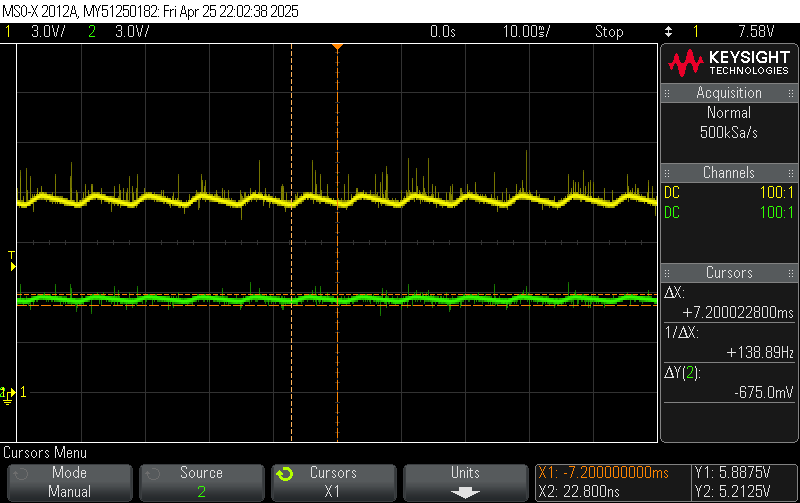 MSO-X 2012A, MY51250182: Fri Apr 25 22:02:38 2025
1 3.0V/ 2 3.0V/ 0.0s 10.00ms/ Stop 1 7.58V
KEYSIGHT
TECHNOLOGIES
Acquisition
Normal
500kSa/s
Channels
DC 100:1
DC 100:1
Cursors
ΔX:
+7.200022800ms
1/ΔX:
+138.89Hz
ΔY(2):
-675.0mV
T
2 1
Cursors Menu
Mode
Manual
Source
2
Cursors
X1
Units
X1: -7.200000000ms
X2: 22.800ns
Y1: 5.8875V
Y2: 5.2125V